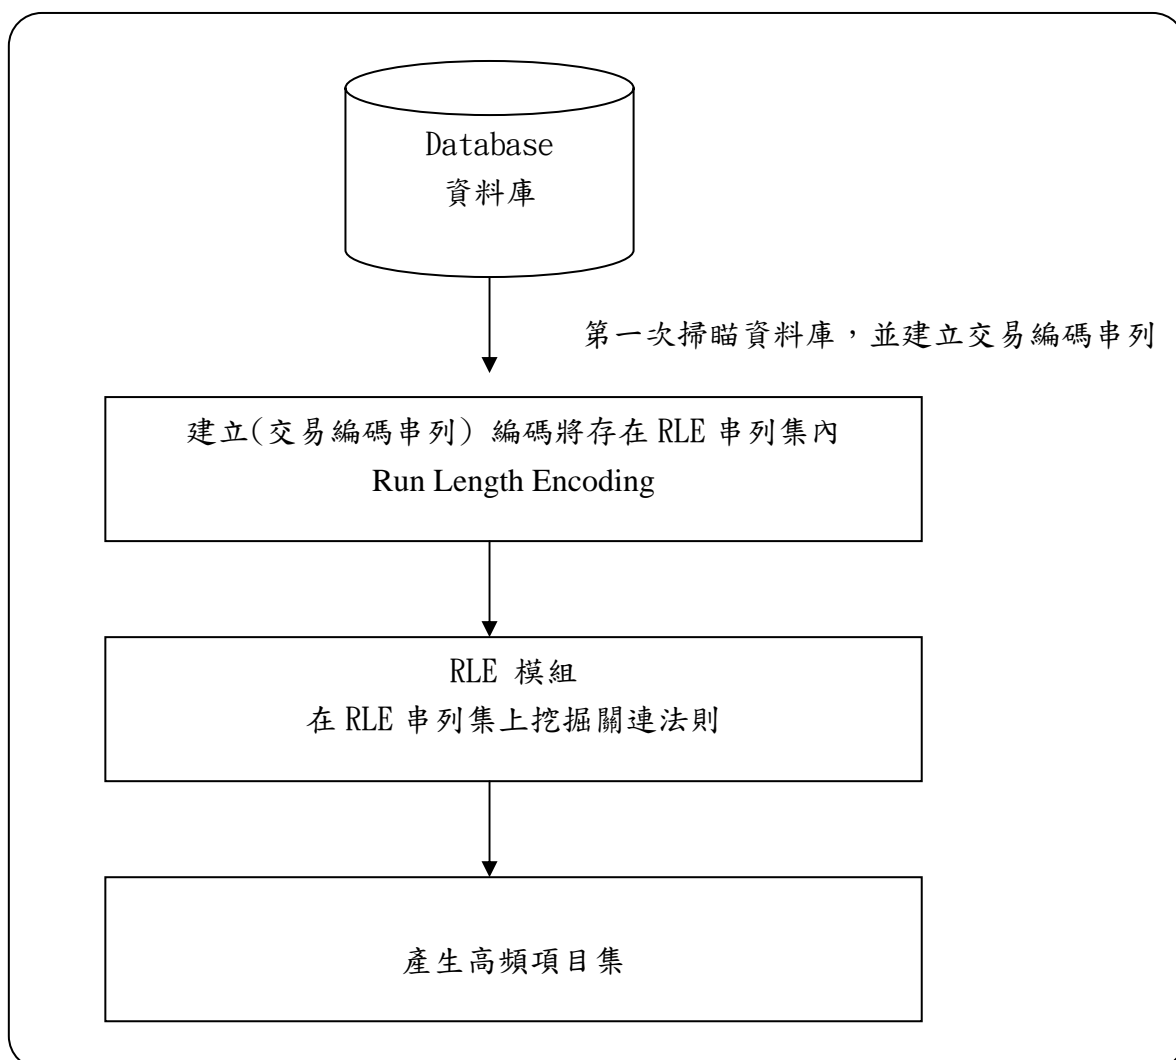 Database
資料庫
第一次掃瞄資料庫，並建立交易編碼串列
建立(交易編碼串列) 編碼將存在 RLE 串列集內
Run Length Encoding
RLE 模組
在 RLE 串列集上挖掘關連法則
產生高頻項目集